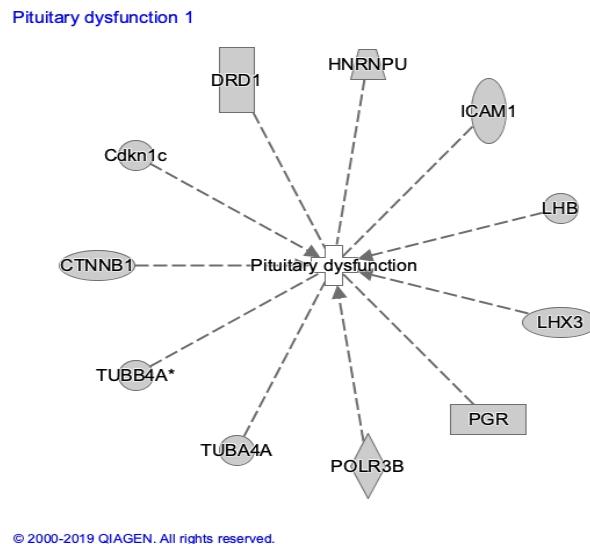 Pituitary dysfunction 1
HNRNPU
DRD1
ICAM1
Cdkn1c
LHB
CTNNB1
Pituitary dysfunction
LHX3
TUBB4A*
PGR
TUBA4A
POLR3B
© 2000-2019 QIAGEN. All rights reserved.